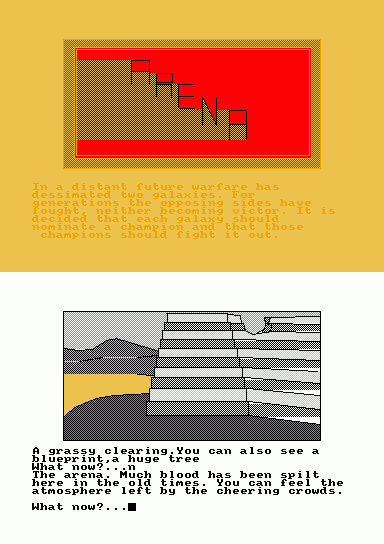 ARENA
In a distant future warfare has
dessimated two galaxies. For
generations the opposing sides have
fought, neither becoming victor. It is
decided that each galaxy should
nominate a champion and that those
champions should fight it out.
A grassy clearing.You can also see a
blueprint,a huge tree
What now?...n
The arena. Much blood has been spilt
here in the old times. You can feel the
atmosphere left by the cheering crowds.
What now?...